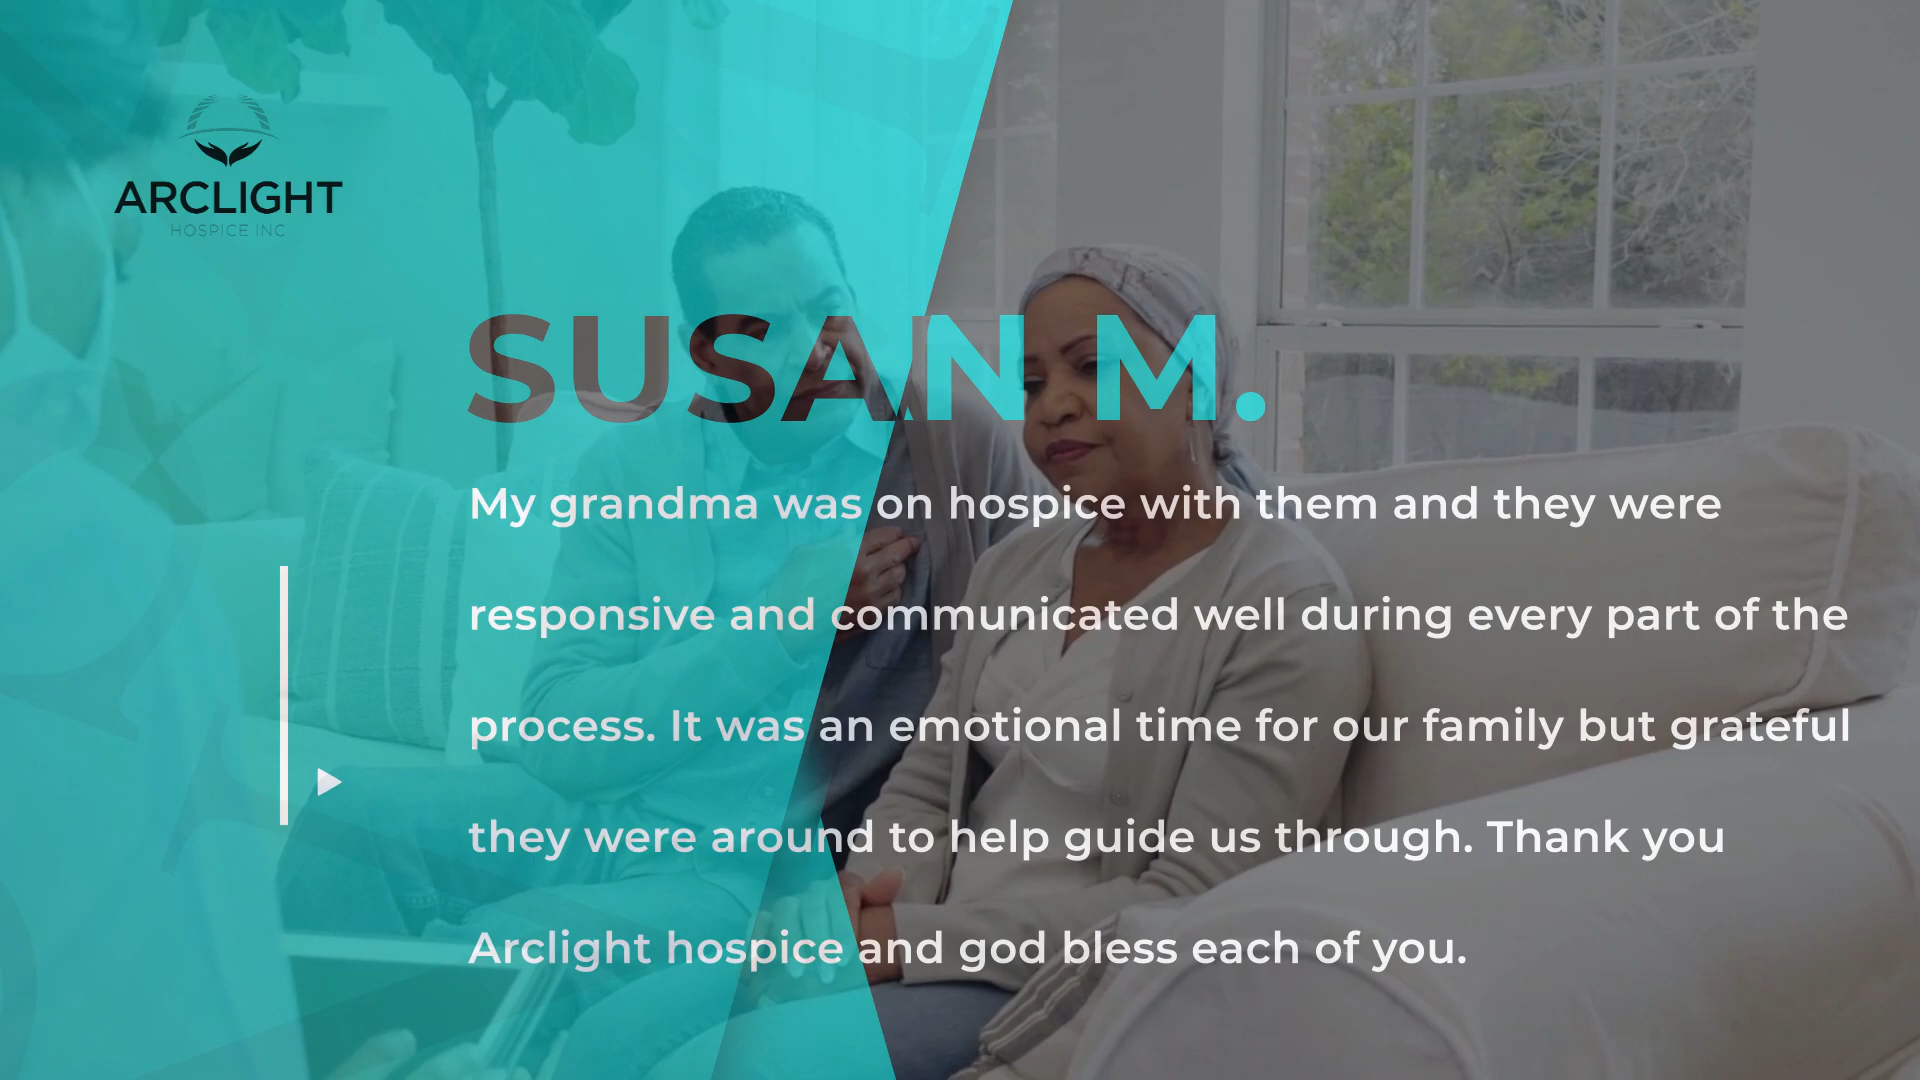 ARCLIGHT
HOSPICE INC
SUSAN M.
My grandma was on hospice with them and they were
responsive and communicated well during every part of the
process. It was an emotional time for our family but grateful
they were around to help guide us through. Thank you
Arclight hospice and god bless each of you.